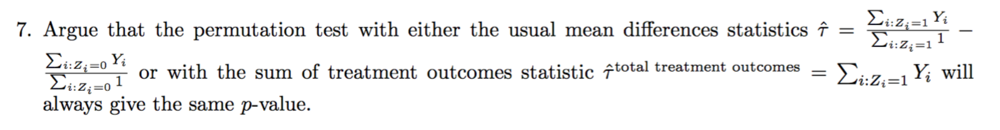 7. Argue that the permutation test with either the usual mean differences statistics $\hat{\tau} = \frac{\sum_{i:Z_i=1} Y_i}{\sum_{i:Z_i=1} 1} -$
$\frac{\sum_{i:Z_i=0} Y_i}{\sum_{i:Z_i=0} 1}$ or with the sum of treatment outcomes statistic $\hat{\tau}^{\text{total treatment outcomes}} = \sum_{i:Z_i=1} Y_i$ will
always give the same $p$-value.